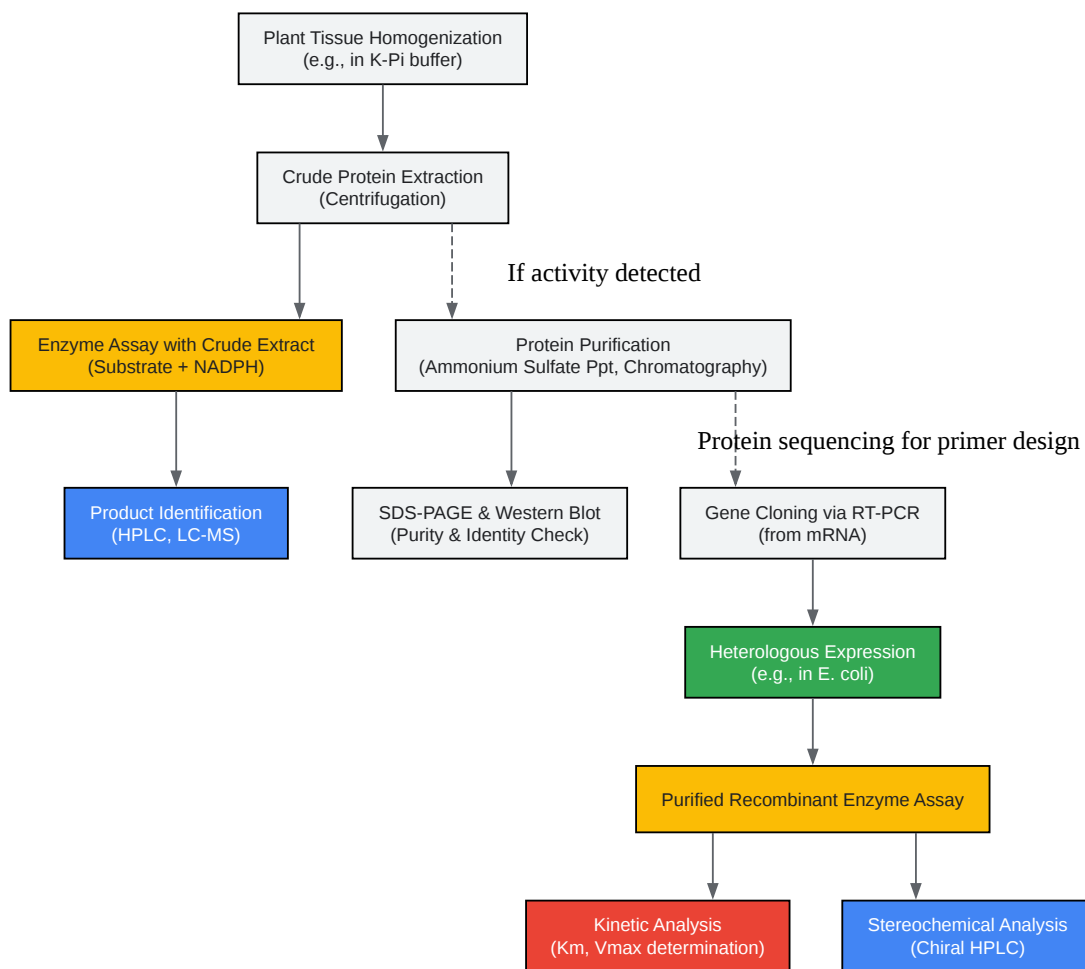 Plant Tissue Homogenization
(e.g., in K-Pi buffer)
Crude Protein Extraction
(Centrifugation)
If activity detected
Enzyme Assay with Crude Extract
(Substrate + NADPH)
Protein Purification
(Ammonium Sulfate Ppt, Chromatography)
Protein sequencing for primer design
Product Identification
(HPLC, LC-MS)
SDS-PAGE & Western Blot
(Purity & Identity Check)
Gene Cloning via RT-PCR
(from mRNA)
Heterologous Expression
(e.g., in E. coli)
Purified Recombinant Enzyme Assay
Kinetic Analysis
(Km, Vmax determination)
Stereochemical Analysis
(Chiral HPLC)